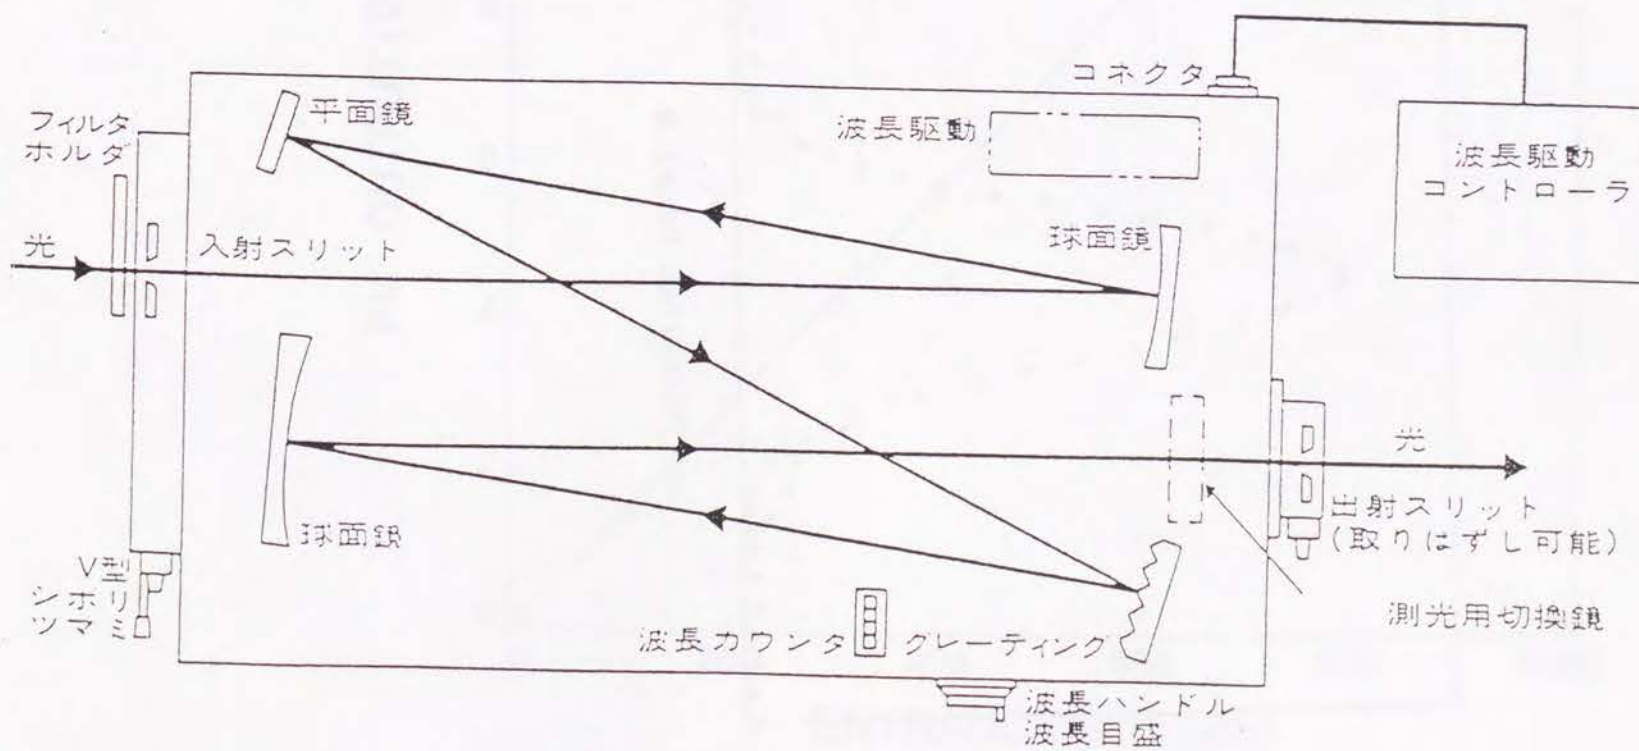 コネクタ
フィルタ
ホルダ
平面鏡
波長駆動
波長駆動
コントローラ
光
入射スリット
球面鏡
光
出射スリット
(取りはずし可能)
球面鏡
V型
シボリ
ツマミ
測光用切換鏡
波長カウンタ
グレーティング
波長ハンドル
波長目盛